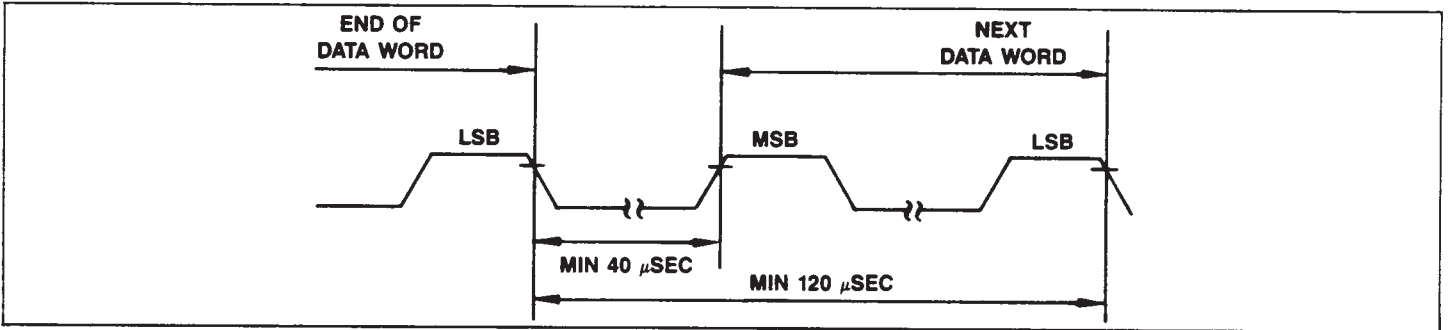 END OF
DATA WORD
NEXT
DATA WORD
LSB
MSB
LSB
MIN 40 μSEC
MIN 120 μSEC